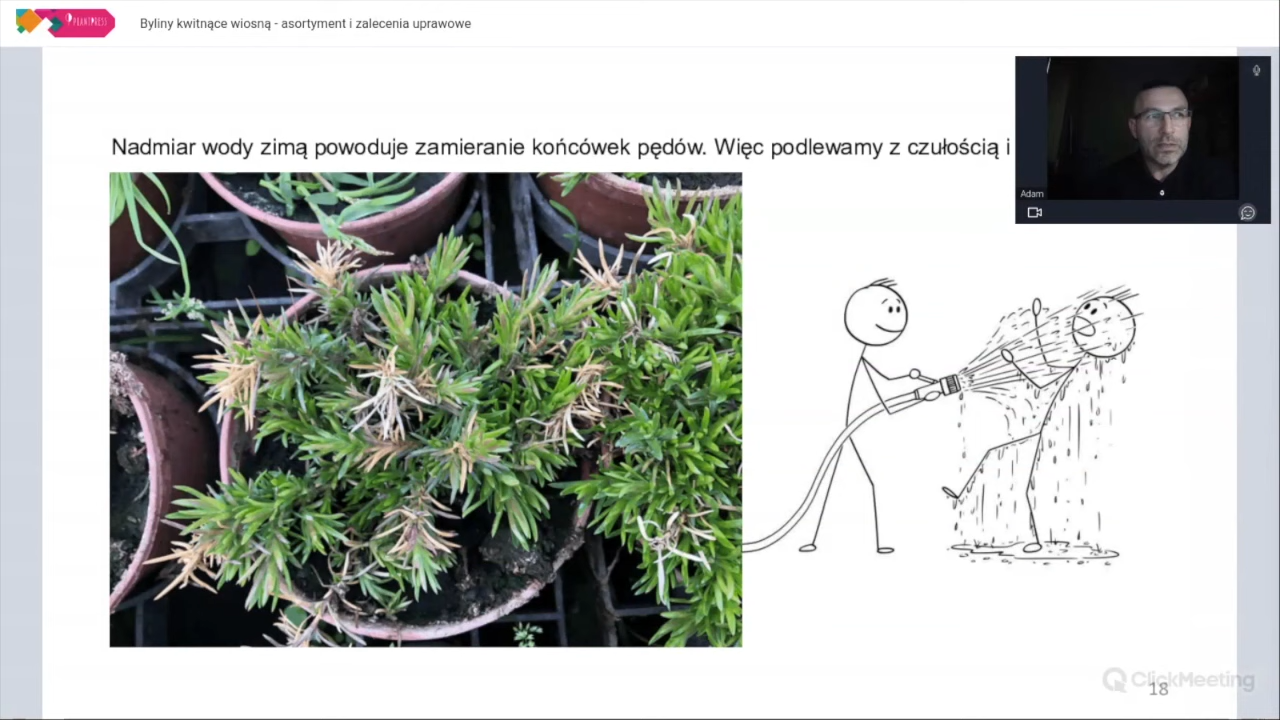 PLANTPRESS
Byliny kwitnące wiosną - asortyment i zalecenia uprawowe
Nadmiar wody zimą powoduje zamieranie końcówek pędów. Więc podlewamy z czułością i
Adam
ClickMeeting
18